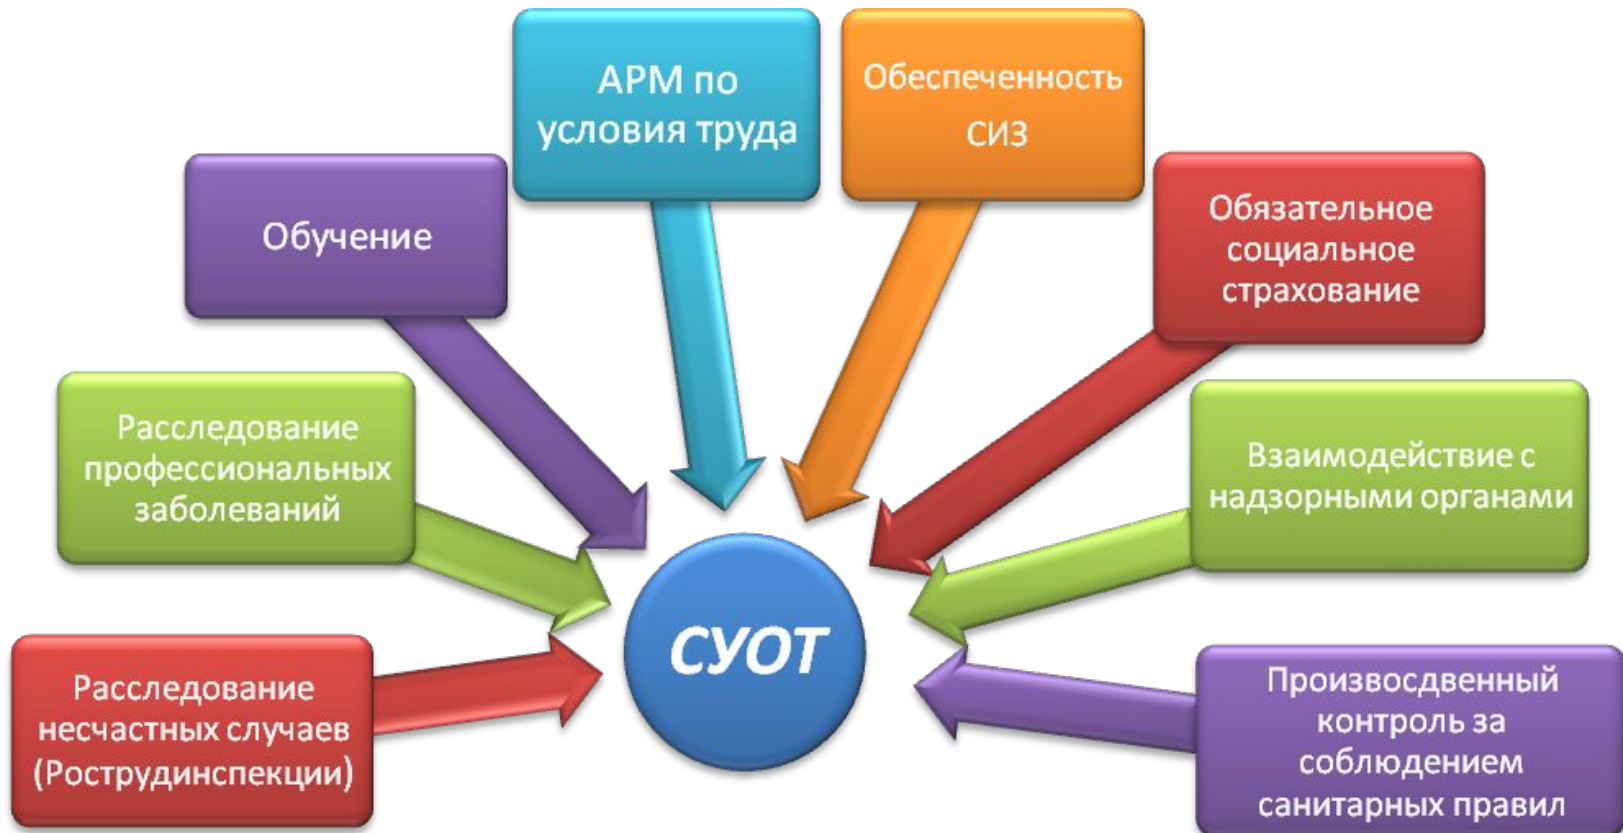 АРМ по
условия труда
Обеспеченность
СИЗ
Обучение
Обязательное
социальное
страхование
Расследование
профессиональных
заболеваний
Взаимодействие с
надзорными органами
СУОТ
Расследование
несчастных случаев
(Рострудинспекции)
Произвосдвенный
контроль за
соблюдением
санитарных правил